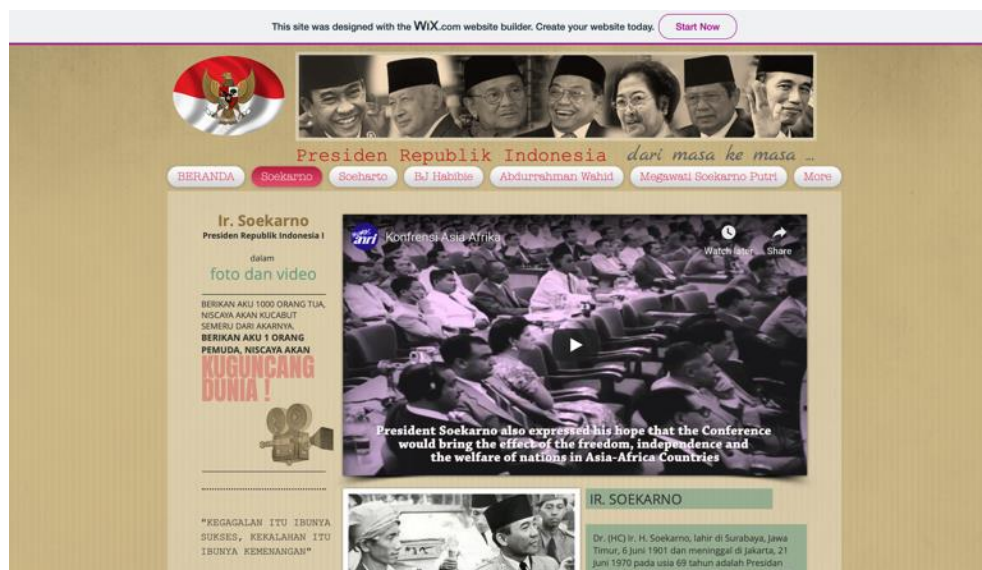 This site was designed with the WiX.com website builder. Create your website today. Start Now
Presiden Republik Indonesia dari masa ke masa ...
BERANDA Soekarno Soeharto BJ Habibie Abdurrahman Wahid Megawati Soekarno Putri More
Ir. Soekarno
Presiden Republik Indonesia I
dalam
foto dan video
BERIKAN AKU 1000 ORANG TUA,
NISCAYA AKAN KUCABUT
SEMERU DARI AKARNYA,
BERIKAN AKU 1 ORANG
PEMUDA, NISCAYA AKAN
KUGUNCANG
DUNIA !
"KEGAGALAN ITU IBUNYA
SUKSES, KEKALAHAN ITU
IBUNYA KEMENANGAN"
anri Konfrensi Asia Afrika
Watch later Share
President Soekarno also expressed his hope that the Conference
would bring the effect of the freedom, independence and
the welfare of nations in Asia-Africa Countries
IR. SOEKARNO
Dr. (HC) Ir. H. Soekarno, lahir di Surabaya, Jawa
Timur, 6 Juni 1901 dan meninggal di Jakarta, 21
Juni 1970 pada usia 69 tahun adalah Presidan